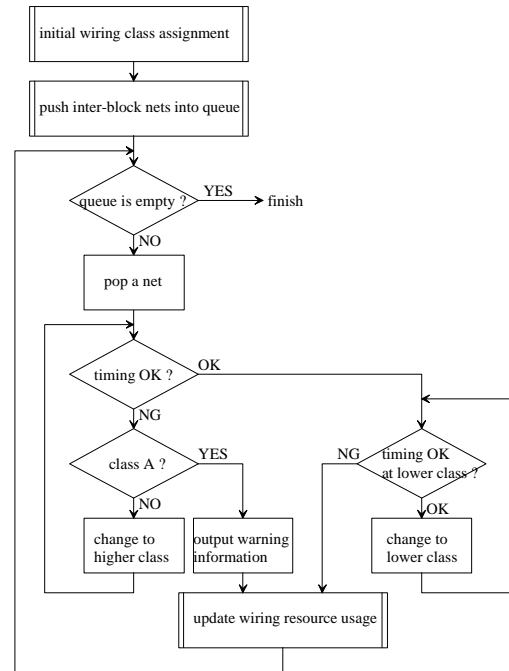 initial wiring class assignment
push inter-block nets into queue
queue is empty ?
YES
finish
NO
pop a net
timing OK ?
OK
NG
class A ?
YES
NG
timing OK
at lower class ?
NO
OK
change to
higher class
output warning
information
change to
lower class
update wiring resource usage